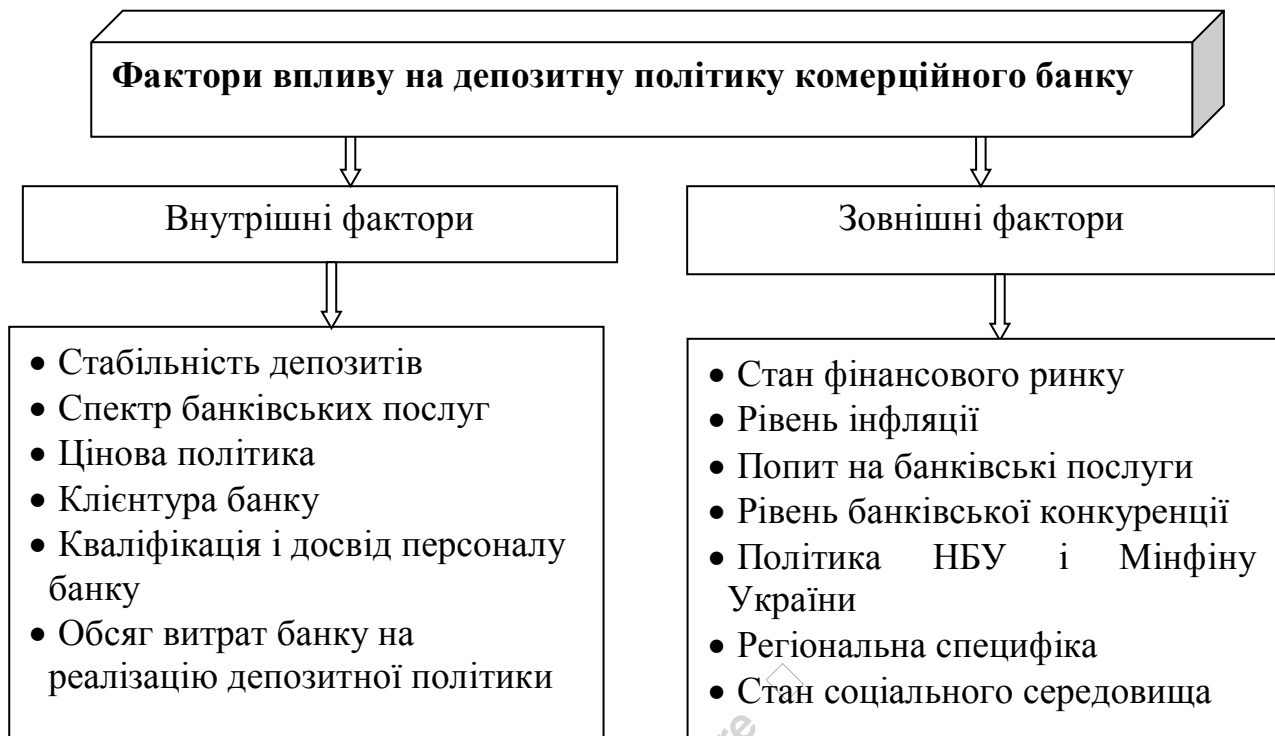 Фактори впливу на депозитну політику комерційного банку
Внутрішні фактори
• Стабільність депозитів
• Спектр банківських послуг
• Цінова політика
• Клієнтура банку
• Кваліфікація і досвід персоналу
банку
• Обсяг витрат банку на
реалізацію депозитної політики
Зовнішні фактори
• Стан фінансового ринку
• Рівень інфляції
• Попит на банківські послуги
• Рівень банківської конкуренції
• Політика НБУ і Мінфіну
України
• Регіональна специфіка
• Стан соціального середовища
re